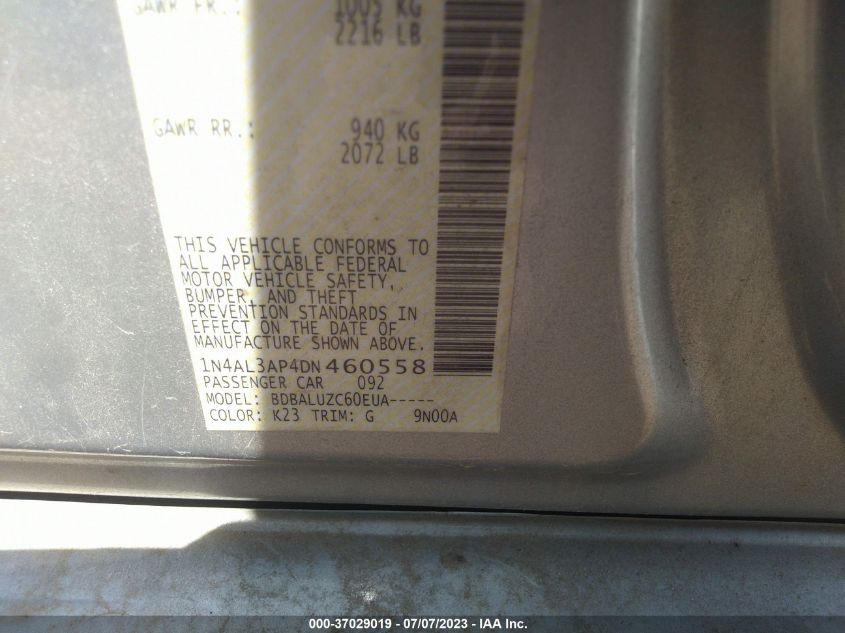 GAWR FR.: 1005 KG
2216 LB
GAWR RR.: 940 KG
2072 LB
THIS VEHICLE CONFORMS TO
ALL APPLICABLE FEDERAL
MOTOR VEHICLE SAFETY,
BUMPER, AND THEFT
PREVENTION STANDARDS IN
EFFECT ON THE DATE OF
MANUFACTURE SHOWN ABOVE.
1N4AL3AP4DN460558
PASSENGER CAR 092
MODEL: BDBALUZC60EUA-----
COLOR: K23 TRIM: G 9N00A
000-37029019 - 07/07/2023 - IAA Inc.